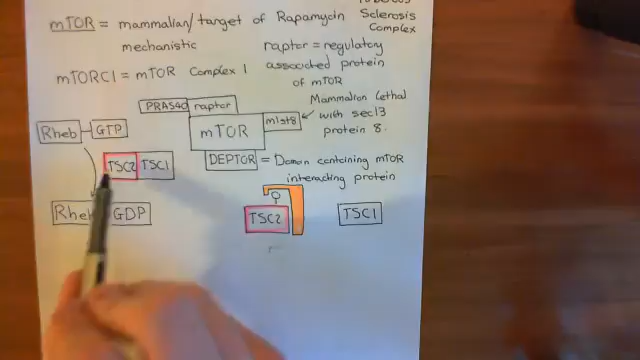 Sclerosis
Complex
mTOR = mammalian/target of Rapamycin
mechanistic
raptor = regulatory
associated protein
of mTOR
mTORC1 = mTOR Complex 1
PRAS40 raptor
mTOR
mlst8
Mammalian Lethal
with sec13
protein 8.
Rheb GTP
TSC2 TSC1
DEPTOR = Domain containing mTOR
interacting protein
Rheb GDP
P
TSC2
TSC1